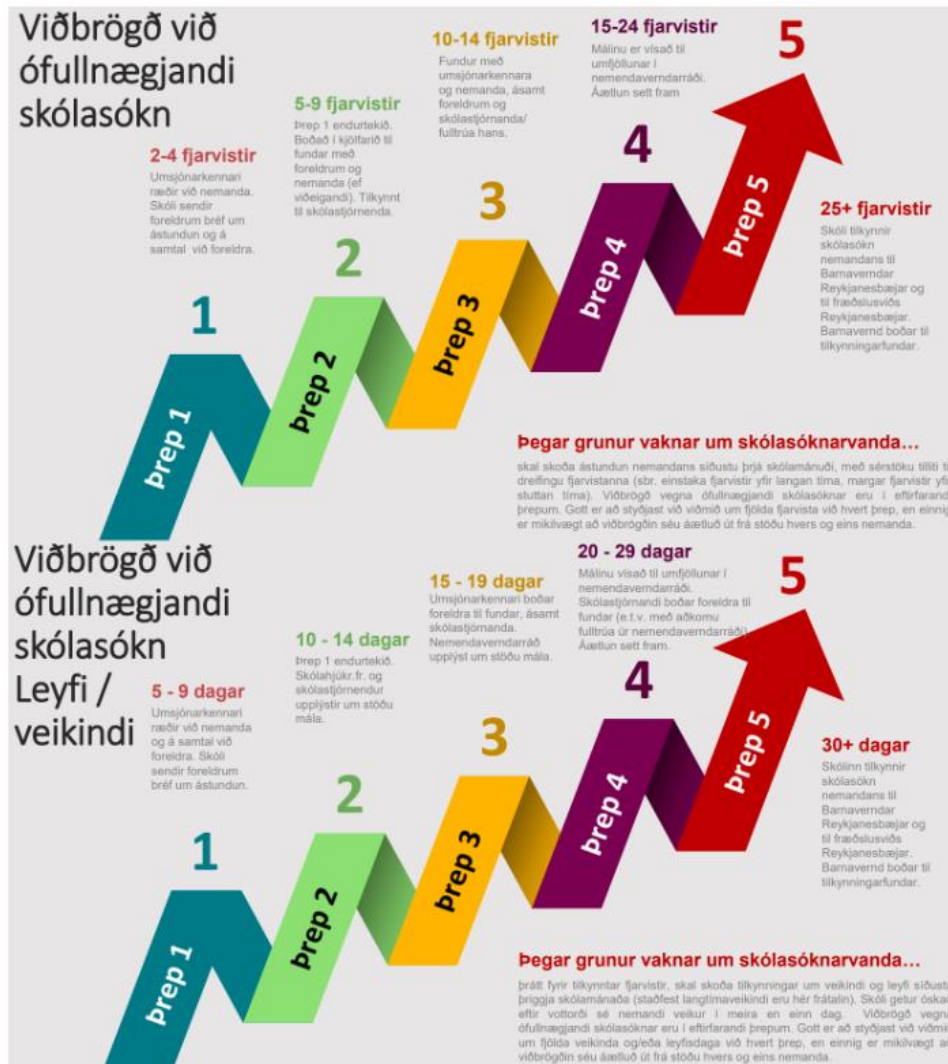 Viðbrögð við
ófullnægjandi
skólasókn
2-4 fjarvistir
Umsjónarkennari
ræðir við nemanda.
Skóli sendir
foreldrum bréf um
ástundun og á
samtal við foreldra.
1
Þrep 1
5-9 fjarvistir
Þrep 1 endurtekið.
Boðað í kjölfarið til
fundar með
foreldrum og
nemanda (ef
viðeigandi). Tilkynnt
til skólastjórnenda.
2
Þrep 2
10-14 fjarvistir
Fundur með
umsjónarkennara
og nemanda, ásamt
foreldrum og
skólastjórnanda/
fulltrúa hans.
3
Þrep 3
15-24 fjarvistir
Málinu er vísað til
umfjöllunar í
nemendaverndarráði.
Áætlun sett fram
4
Þrep 4
5
Þrep 5
25+ fjarvistir
Skóli tilkynnir
skólasókn
nemandans til
Barnaverndar
Reykjanesbæjar og
til fræðslusviðs
Reykjanesbæjar.
Barnavernd boðar til
tilkynningarfundar.
Þegar grunur vaknar um skólasóknarvanda…
skal skoða ástundun nemandans síðustu þrjá skólamánuði, með sérstöku tilliti
dreifingu fjarvistanna (sbr. einstaka fjarvistir yfir langan tíma, margar fjarvistir
stuttan tíma). Viðbrögð vegna ófullnægjandi skólasóknar eru í
þrepum. Gott er að styðjast við viðmið um fjölda fjarvista við hvert þrep, en einnig
er mikilvægt að viðbrögðin séu áætluð út frá stöðu hvers og eins nemanda.
Viðbrögð við
ófullnægjandi
skólasókn
Leyfi /
veikindi
5 - 9 dagar
Umsjónarkennari
ræðir við nemanda
og á samtal við
foreldra. Skóli
sendir foreldrum
bréf um ástundun.
1
Þrep 1
10 - 14 dagar
Þrep 1 endurtekið.
Skólahjúkr.fr. og
skólastjórnendur
upplýstir um stöðu
mála.
2
Þrep 2
15 - 19 dagar
Umsjónarkennari boðar
foreldra til fundar, ásamt
skólastjórnanda.
Nemendaverndarráð
upplýst um stöðu mála.
3
Þrep 3
20 - 29 dagar
Málinu vísað til umfjöllunar í
nemendaverndarráði.
Skólastjórnandi boðar foreldra til
fundar (e.t.v. með aðkomu
fulltrúa úr nemendaverndarráði)
Áætlun sett fram.
4
Þrep 4
5
Þrep 5
30+ dagar
Skólinn tilkynnir
skólasókn
nemandans til
Barnaverndar
Reykjanesbæjar og
til fræðslusviðs
Reykjanesbæjar.
Barnavernd boðar til
tilkynningarfundar.
Þegar grunur vaknar um skólasóknarvanda…
þrátt fyrir tilkynntar fjarvistir, skal skoða tilkynningar um veikindi og leyfi
þriggja skólamánaða (staðfest langtímaveikindi eru hér frátalin). Skóli getur
eftir vottorði sé nemandi veikur í meira en einn dag. Viðbrögð
ófullnægjandi skólasóknar eru í eftirfarandi þrepum. Gott er að styðjast við
um fjölda veikinda og/eða leyfisdaga við hvert þrep, en einnig er mikilvægt
viðbrögðin séu áætluð út frá stöðu hvers og eins nemanda.